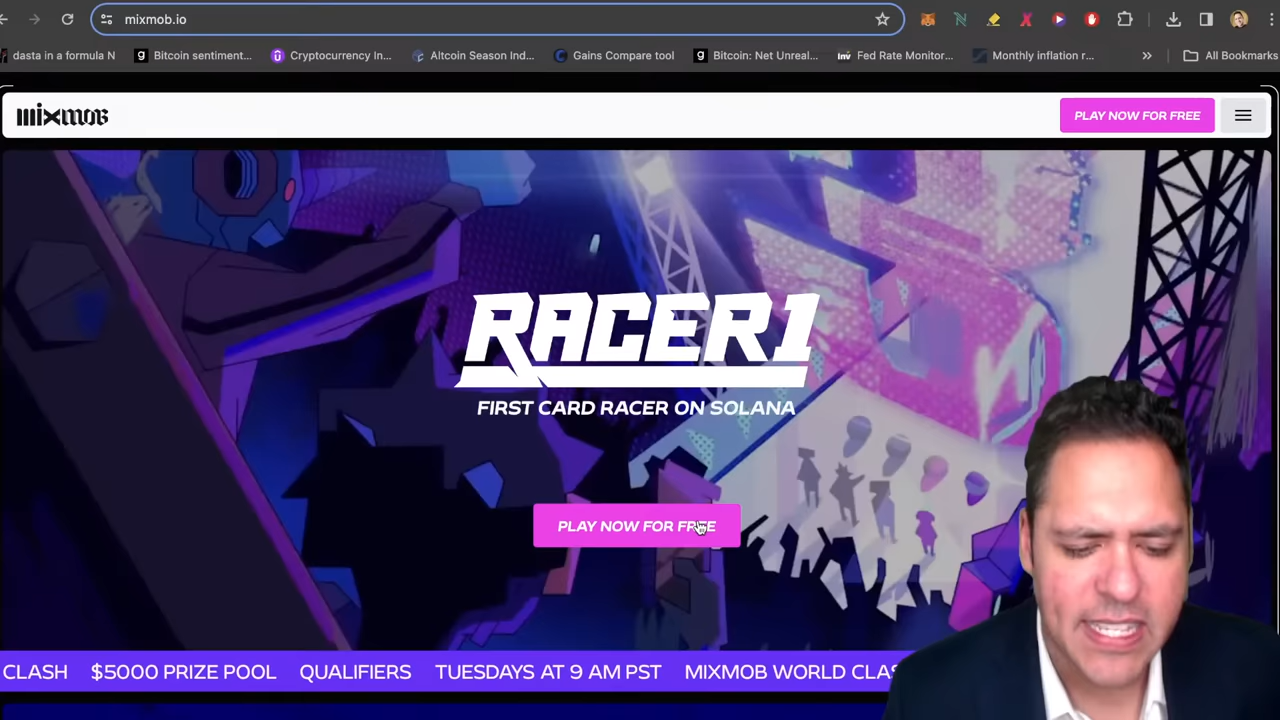 mixmob.io
dasta in a formula N
Bitcoin sentiment...
Cryptocurrency In...
Altcoin Season Ind...
Gains Compare tool
Bitcoin: Net Unreal...
Fed Rate Monitor...
Monthly inflation r...
»
All Bookmarks
mixmob
PLAY NOW FOR FREE
RACER1
FIRST CARD RACER ON SOLANA
PLAY NOW FOR FREE
CLASH $5000 PRIZE POOL QUALIFIERS TUESDAYS AT 9 AM PST MIXMOB WORLD CLAS